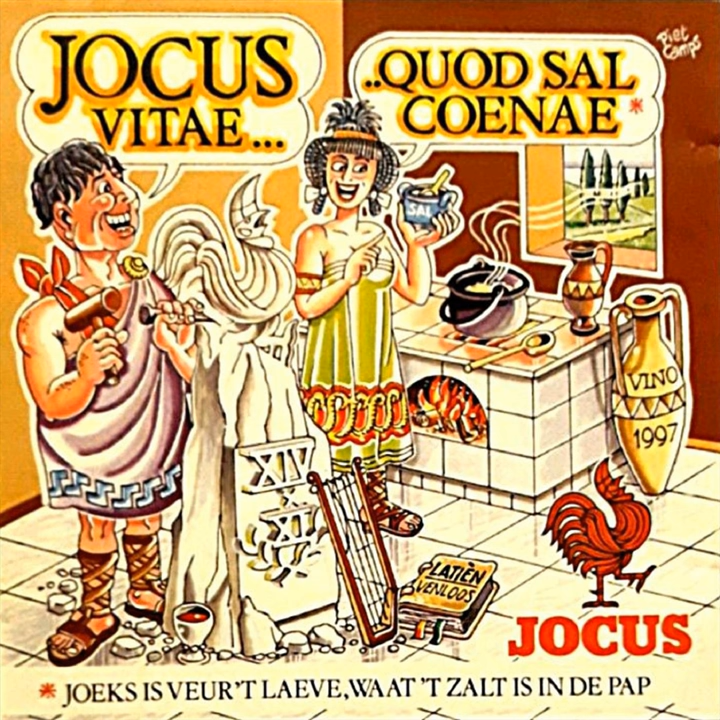 JOCUS
VITAE...
..QUOD SAL
COENAE *
Piet
Camps
SAL
VINO
1997
XIV
x
XI
LATIËN
VENLOOS
JOCUS
* JOEKS IS VEUR'T LAEVE, WAAT 'T ZALT IS IN DE PAP